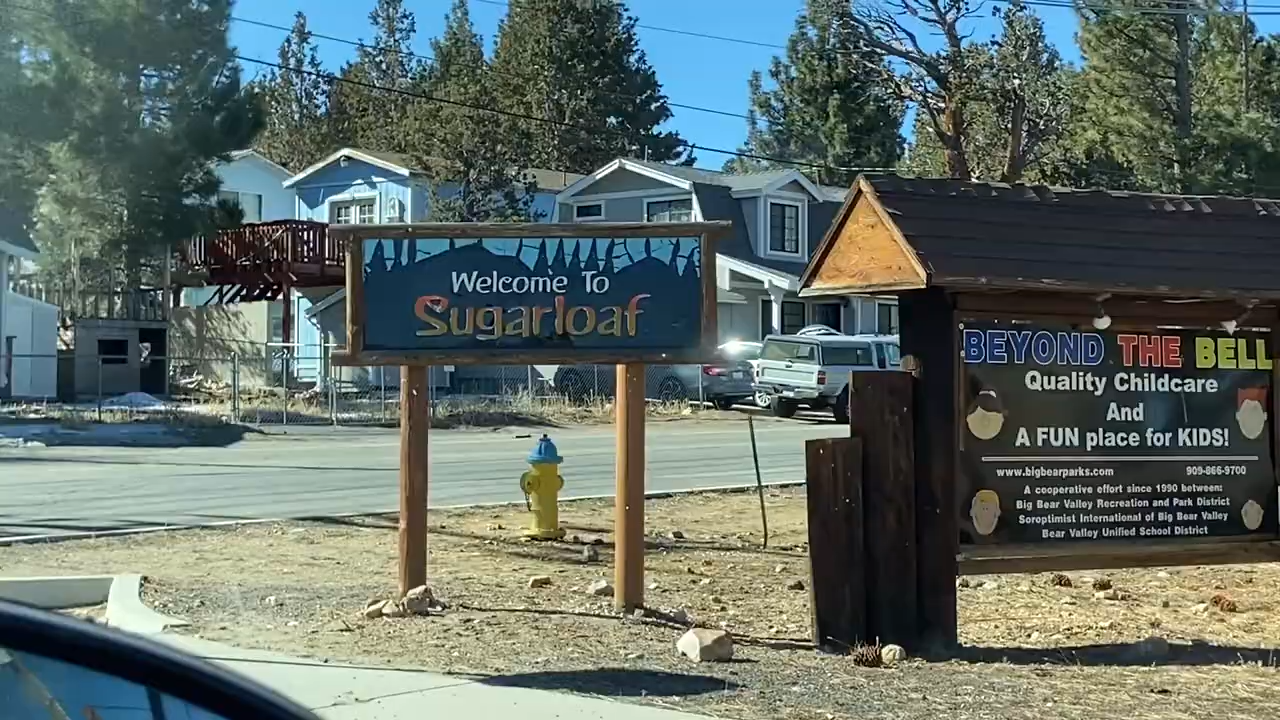 Welcome To
Sugarloaf
BEYOND THE BELL
Quality Childcare
And
A FUN place for KIDS!
www.bigbearparks.com 909-866-9700
A cooperative effort since 1990 between:
Big Bear Valley Recreation and Park District
Soroptimist International of Big Bear Valley
Bear Valley Unified School District